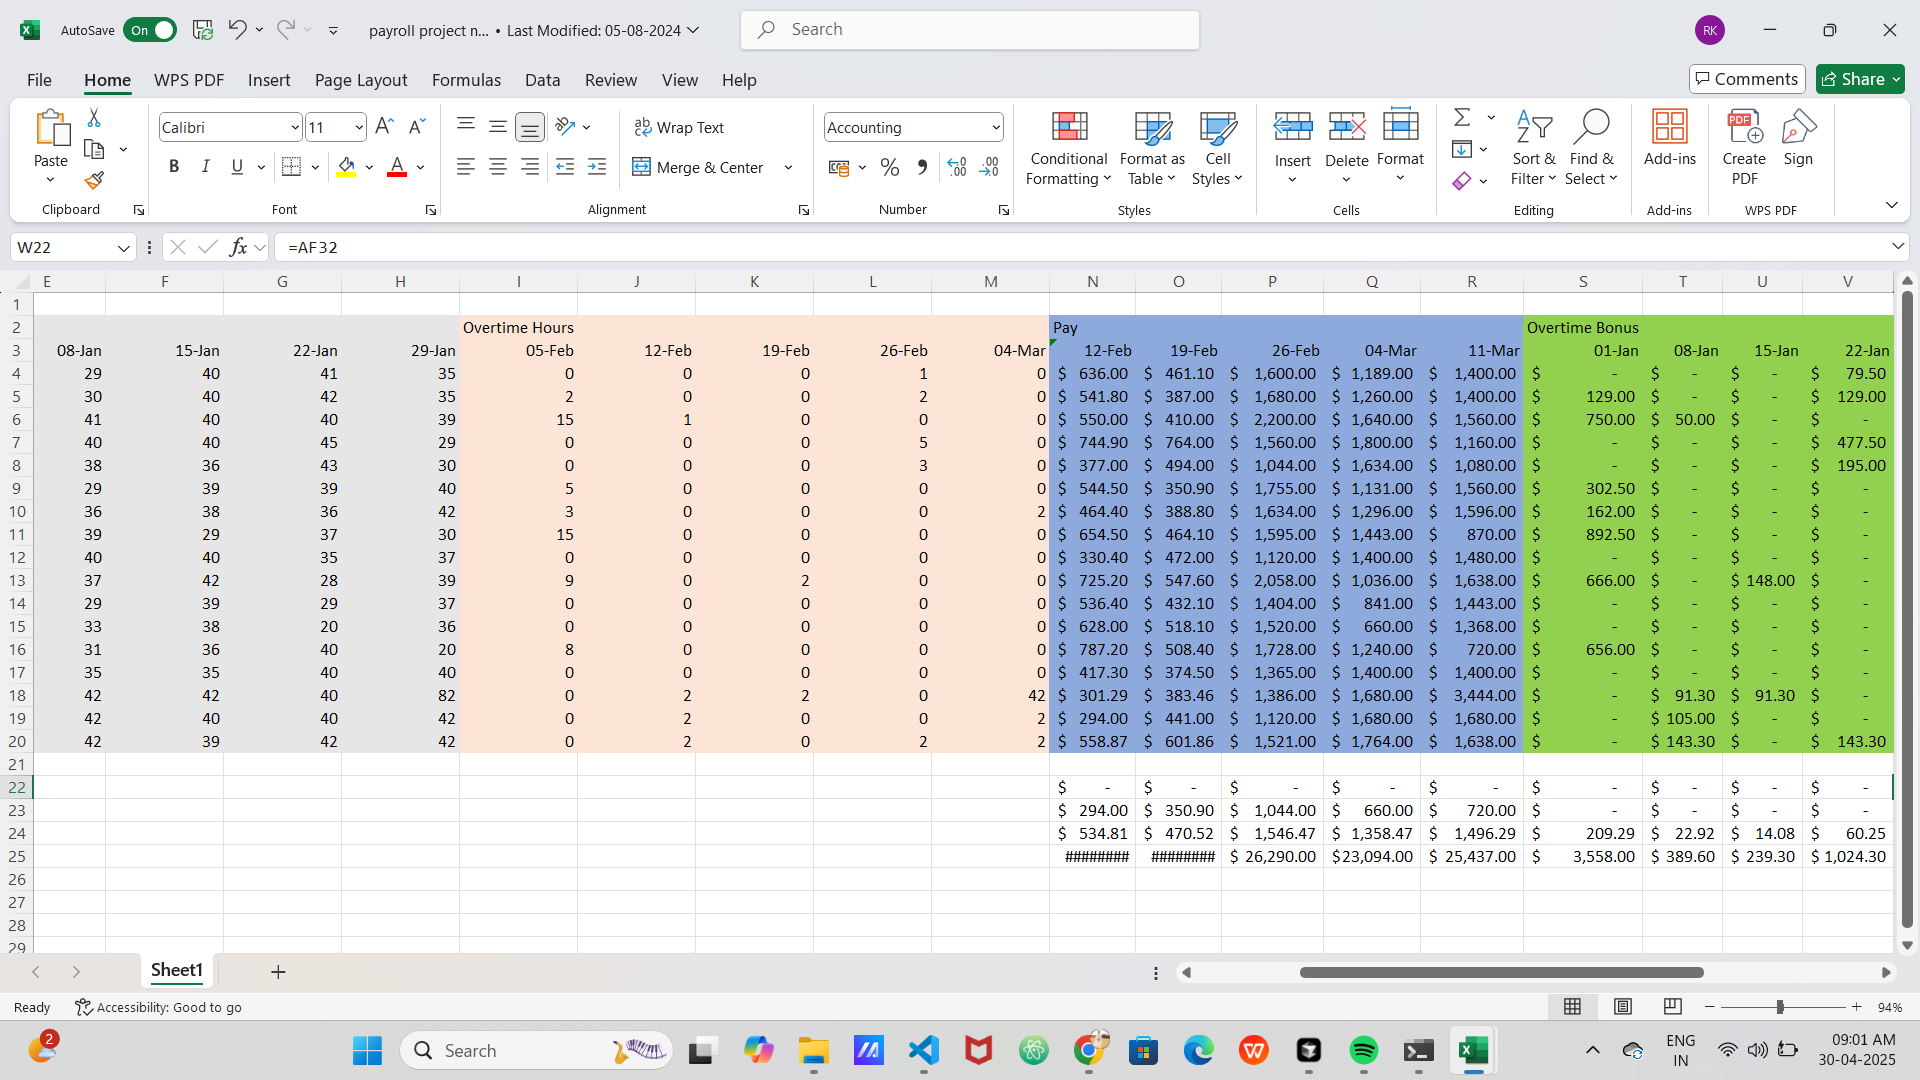 AutoSave On payroll project n... • Last Modified: 05-08-2024 Search RK
File Home WPS PDF Insert Page Layout Formulas Data Review View Help Comments Share
Calibri 11 Wrap Text Accounting
Paste B I U Merge & Center % Conditional Formatting Format as Table Cell Styles Insert Delete Format Sort & Filter Find & Select Add-ins Create PDF Sign
Clipboard Font Alignment Number Styles Cells Editing Add-ins WPS PDF
W22 fx =AF32
E F G H I J K L M N O P Q R S T U V
1
2 Overtime Hours Pay Overtime Bonus
3 08-Jan 15-Jan 22-Jan 29-Jan 05-Feb 12-Feb 19-Feb 26-Feb 04-Mar 12-Feb 19-Feb 26-Feb 04-Mar 11-Mar 01-Jan 08-Jan 15-Jan 22-Jan
4 29 40 41 35 0 0 0 1 0 $ 636.00 $ 461.10 $ 1,600.00 $ 1,189.00 $ 1,400.00 $ - $ - $ - $ 79.50
5 30 40 42 35 2 0 0 2 0 $ 541.80 $ 387.00 $ 1,680.00 $ 1,260.00 $ 1,400.00 $ 129.00 $ - $ - $ 129.00
6 41 40 40 39 15 1 0 0 0 $ 550.00 $ 410.00 $ 2,200.00 $ 1,640.00 $ 1,560.00 $ 750.00 $ 50.00 $ - $ -
7 40 40 45 29 0 0 0 5 0 $ 744.90 $ 764.00 $ 1,560.00 $ 1,800.00 $ 1,160.00 $ - $ - $ - $ 477.50
8 38 36 43 30 0 0 0 3 0 $ 377.00 $ 494.00 $ 1,044.00 $ 1,634.00 $ 1,080.00 $ - $ - $ - $ 195.00
9 29 39 39 40 5 0 0 0 0 $ 544.50 $ 350.90 $ 1,755.00 $ 1,131.00 $ 1,560.00 $ 302.50 $ - $ - $ -
10 36 38 36 42 3 0 0 0 2 $ 464.40 $ 388.80 $ 1,634.00 $ 1,296.00 $ 1,596.00 $ 162.00 $ - $ - $ -
11 39 29 37 30 15 0 0 0 0 $ 654.50 $ 464.10 $ 1,595.00 $ 1,443.00 $ 870.00 $ 892.50 $ - $ - $ -
12 40 40 35 37 0 0 0 0 0 $ 330.40 $ 472.00 $ 1,120.00 $ 1,400.00 $ 1,480.00 $ - $ - $ - $ -
13 37 42 28 39 9 0 2 0 0 $ 725.20 $ 547.60 $ 2,058.00 $ 1,036.00 $ 1,638.00 $ 666.00 $ - $ 148.00 $ -
14 29 39 29 37 0 0 0 0 0 $ 536.40 $ 432.10 $ 1,404.00 $ 841.00 $ 1,443.00 $ - $ - $ - $ -
15 33 38 20 36 0 0 0 0 0 $ 628.00 $ 518.10 $ 1,520.00 $ 660.00 $ 1,368.00 $ - $ - $ - $ -
16 31 36 40 20 8 0 0 0 0 $ 787.20 $ 508.40 $ 1,728.00 $ 1,240.00 $ 720.00 $ 656.00 $ - $ - $ -
17 35 35 40 40 0 0 0 0 0 $ 417.30 $ 374.50 $ 1,365.00 $ 1,400.00 $ 1,400.00 $ - $ - $ - $ -
18 42 42 40 82 0 2 2 0 42 $ 301.29 $ 383.46 $ 1,386.00 $ 1,680.00 $ 3,444.00 $ - $ 91.30 $ 91.30 $ -
19 42 40 40 42 0 2 0 0 2 $ 294.00 $ 441.00 $ 1,120.00 $ 1,680.00 $ 1,680.00 $ - $ 105.00 $ - $ -
20 42 39 42 42 0 2 0 2 2 $ 558.87 $ 601.86 $ 1,521.00 $ 1,764.00 $ 1,638.00 $ - $ 143.30 $ - $ 143.30
21
22 $ - $ - $ - $ - $ - $ - $ - $ - $ -
23 $ 294.00 $ 350.90 $ 1,044.00 $ 660.00 $ 720.00 $ - $ - $ - $ -
24 $ 534.81 $ 470.52 $ 1,546.47 $ 1,358.47 $ 1,496.29 $ 209.29 $ 22.92 $ 14.08 $ 60.25
25 ######## ######## $ 26,290.00 $23,094.00 $ 25,437.00 $ 3,558.00 $ 389.60 $ 239.30 $ 1,024.30
26
27
28
29
Sheet1
Ready Accessibility: Good to go 94%
2 Search ENG IN 09:01 AM 30-04-2025